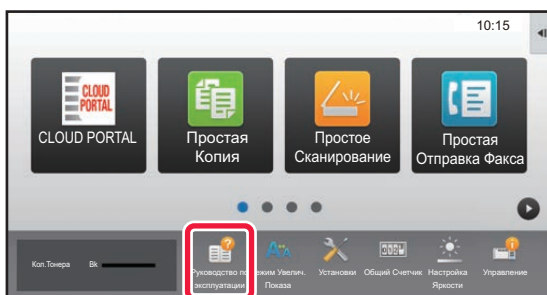 10:15
CLOUD
PORTAL
CLOUD PORTAL
Простая
Копия
Простое
Сканирование
Простая
Отправка Факса
Кол.Тонера
Bk
Руководство по
эксплуатации
Режим Увелич.
Показа
Установки
Общий Счетчик
Настройка
Яркости
Управление